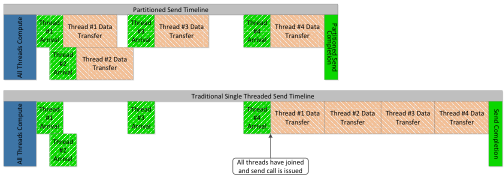 Partitioned Send Timeline
All Threads Compute
Thread
#1
Arrival
Thread #1 Data
Transfer
Thread
#2
Arrival
Thread #2 Data
Transfer
Thread
#3
Arrival
Thread #3 Data
Transfer
Thread
#4
Arrival
Thread #4 Data
Transfer
Partitioned Send
Completion
Traditional Single Threaded Send Timeline
All Threads Compute
Thread
#1
Arrival
Thread
#2
Arrival
Thread
#3
Arrival
Thread
#4
Arrival
Thread #1 Data
Transfer
Thread #2 Data
Transfer
Thread #3 Data
Transfer
Thread #4 Data
Transfer
Send Completion
All threads have joined
and send call is issued